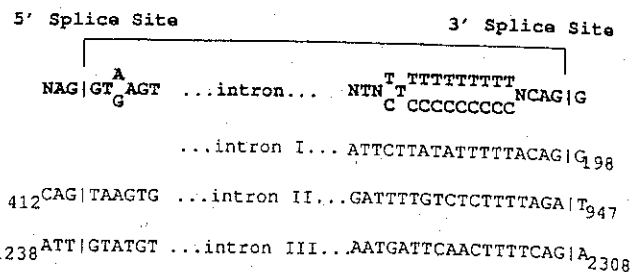 5' Splice Site 3' Splice Site
A T TTTTTTTTT
NAG|GT AGT ...intron... NTN T NCAG|G
G C CCCCCCCCC
...intron I... ATTCTTATATTTTTACAG|G198
412CAG|TAAGTG ...intron II...GATTTTGTCTCTTTTAGA|T947
1238ATT|GTATGT ...intron III...AATGATTCAACTTTTCAG|A2308